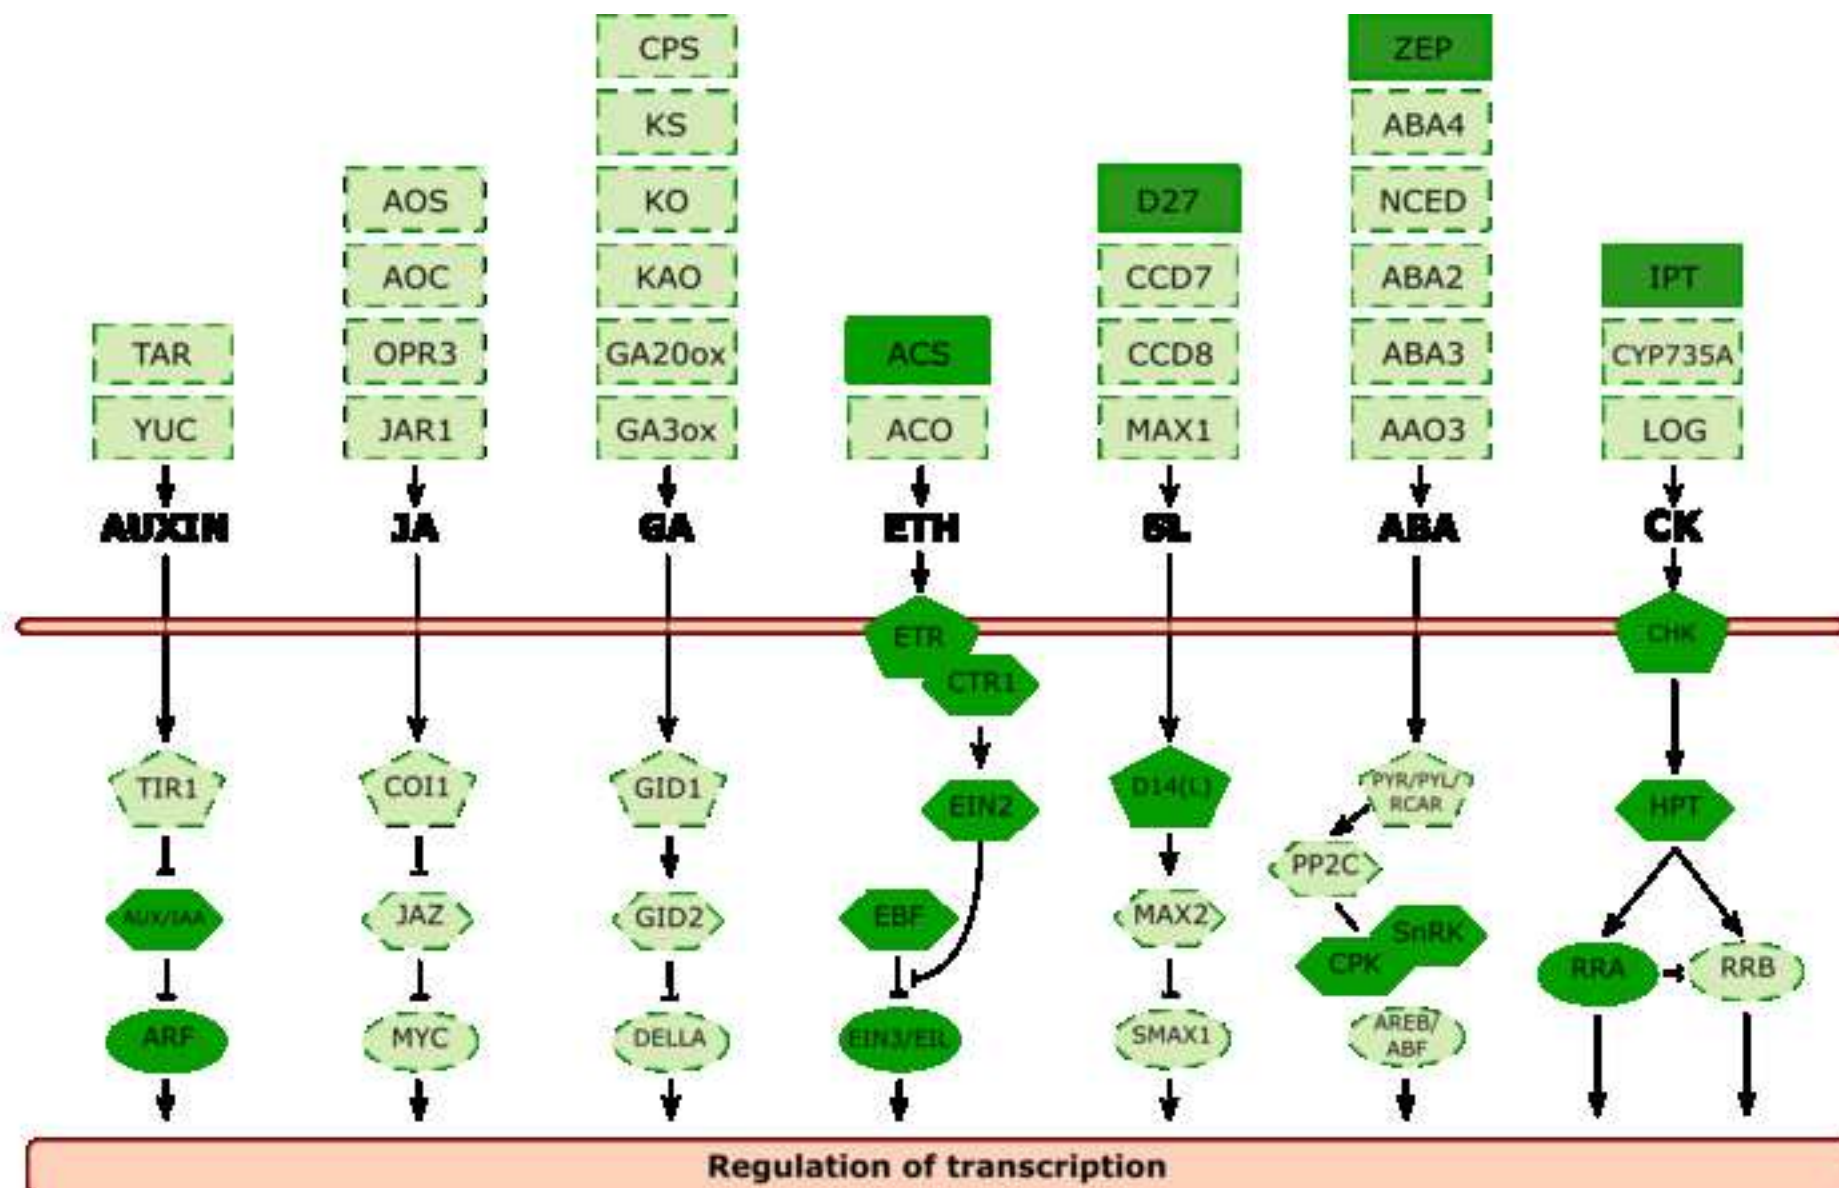 CPS
ZEP
KS
ABA4
AOS
KO
D27
NCED
AOC
KAO
CCD7
ABA2
IPT
TAR
OPR3
GA20ox
ACS
CCD8
ABA3
CYP735A
YUC
JAR1
GA3ox
ACO
MAX1
AAO3
LOG
AUXIN
JA
GA
ETH
SL
ABA
CK
ETR
CHK
CTR1
TIR1
COI1
GID1
EIN2
D14(L)
PYR/PYL/
RCAR
HPT
PP2C
AUX/IAA
JAZ
GID2
EBF
MAX2
SnRK
CPK
RRA
RRB
ARF
MYC
DELLA
EIN3/EIL
SMAX1
AREB/
ABF
Regulation of transcription